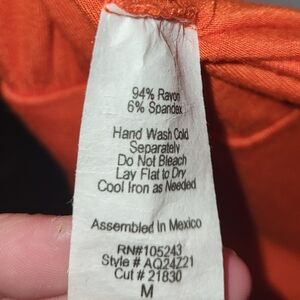 94% Rayon
6% Spandex
Hand Wash Cold
Separately
Do Not Bleach
Lay Flat to Dry
Cool Iron as Needed
Assembled In Mexico
RN#105243
Style # AQ24Z21
Cut # 21830
M